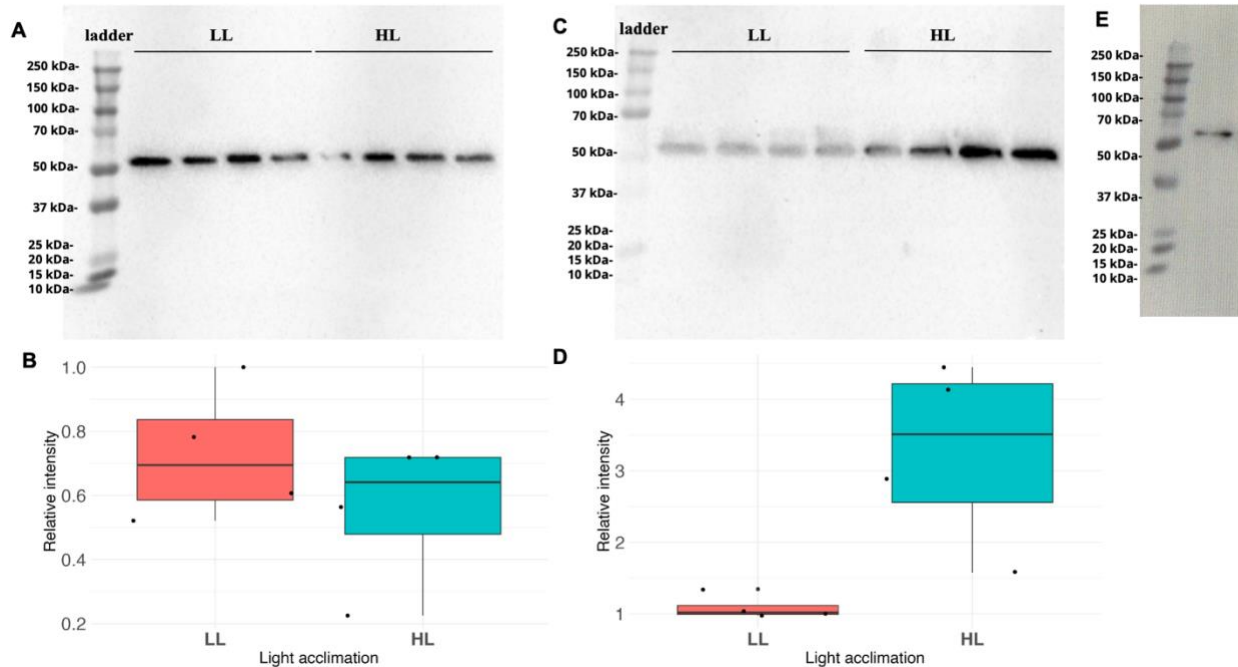 A
ladder
LL
HL
250 kDa-
150 kDa-
100 kDa-
70 kDa-
50 kDa-
37 kDa-
25 kDa-
20 kDa-
15 kDa-
10 kDa-
C
ladder
LL
HL
250 kDa-
150 kDa-
100 kDa-
70 kDa-
50 kDa-
37 kDa-
25 kDa-
20 kDa-
15 kDa-
10 kDa-
E
250 kDa-
150 kDa-
100 kDa-
70 kDa-
50 kDa-
37 kDa-
25 kDa-
20 kDa-
15 kDa-
10 kDa-
B
Relative intensity
1.0
0.8
0.6
0.4
0.2
LL
HL
Light acclimation
D
Relative intensity
4
3
2
1
LL
HL
Light acclimation